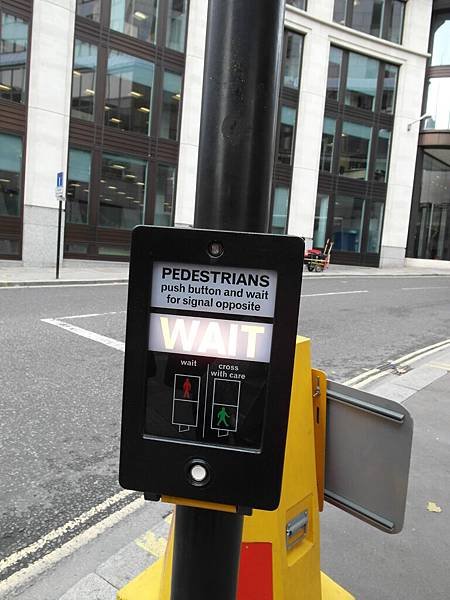 PEDESTRIANS
push button and wait
for signal opposite
WAIT
wait
cross
with care